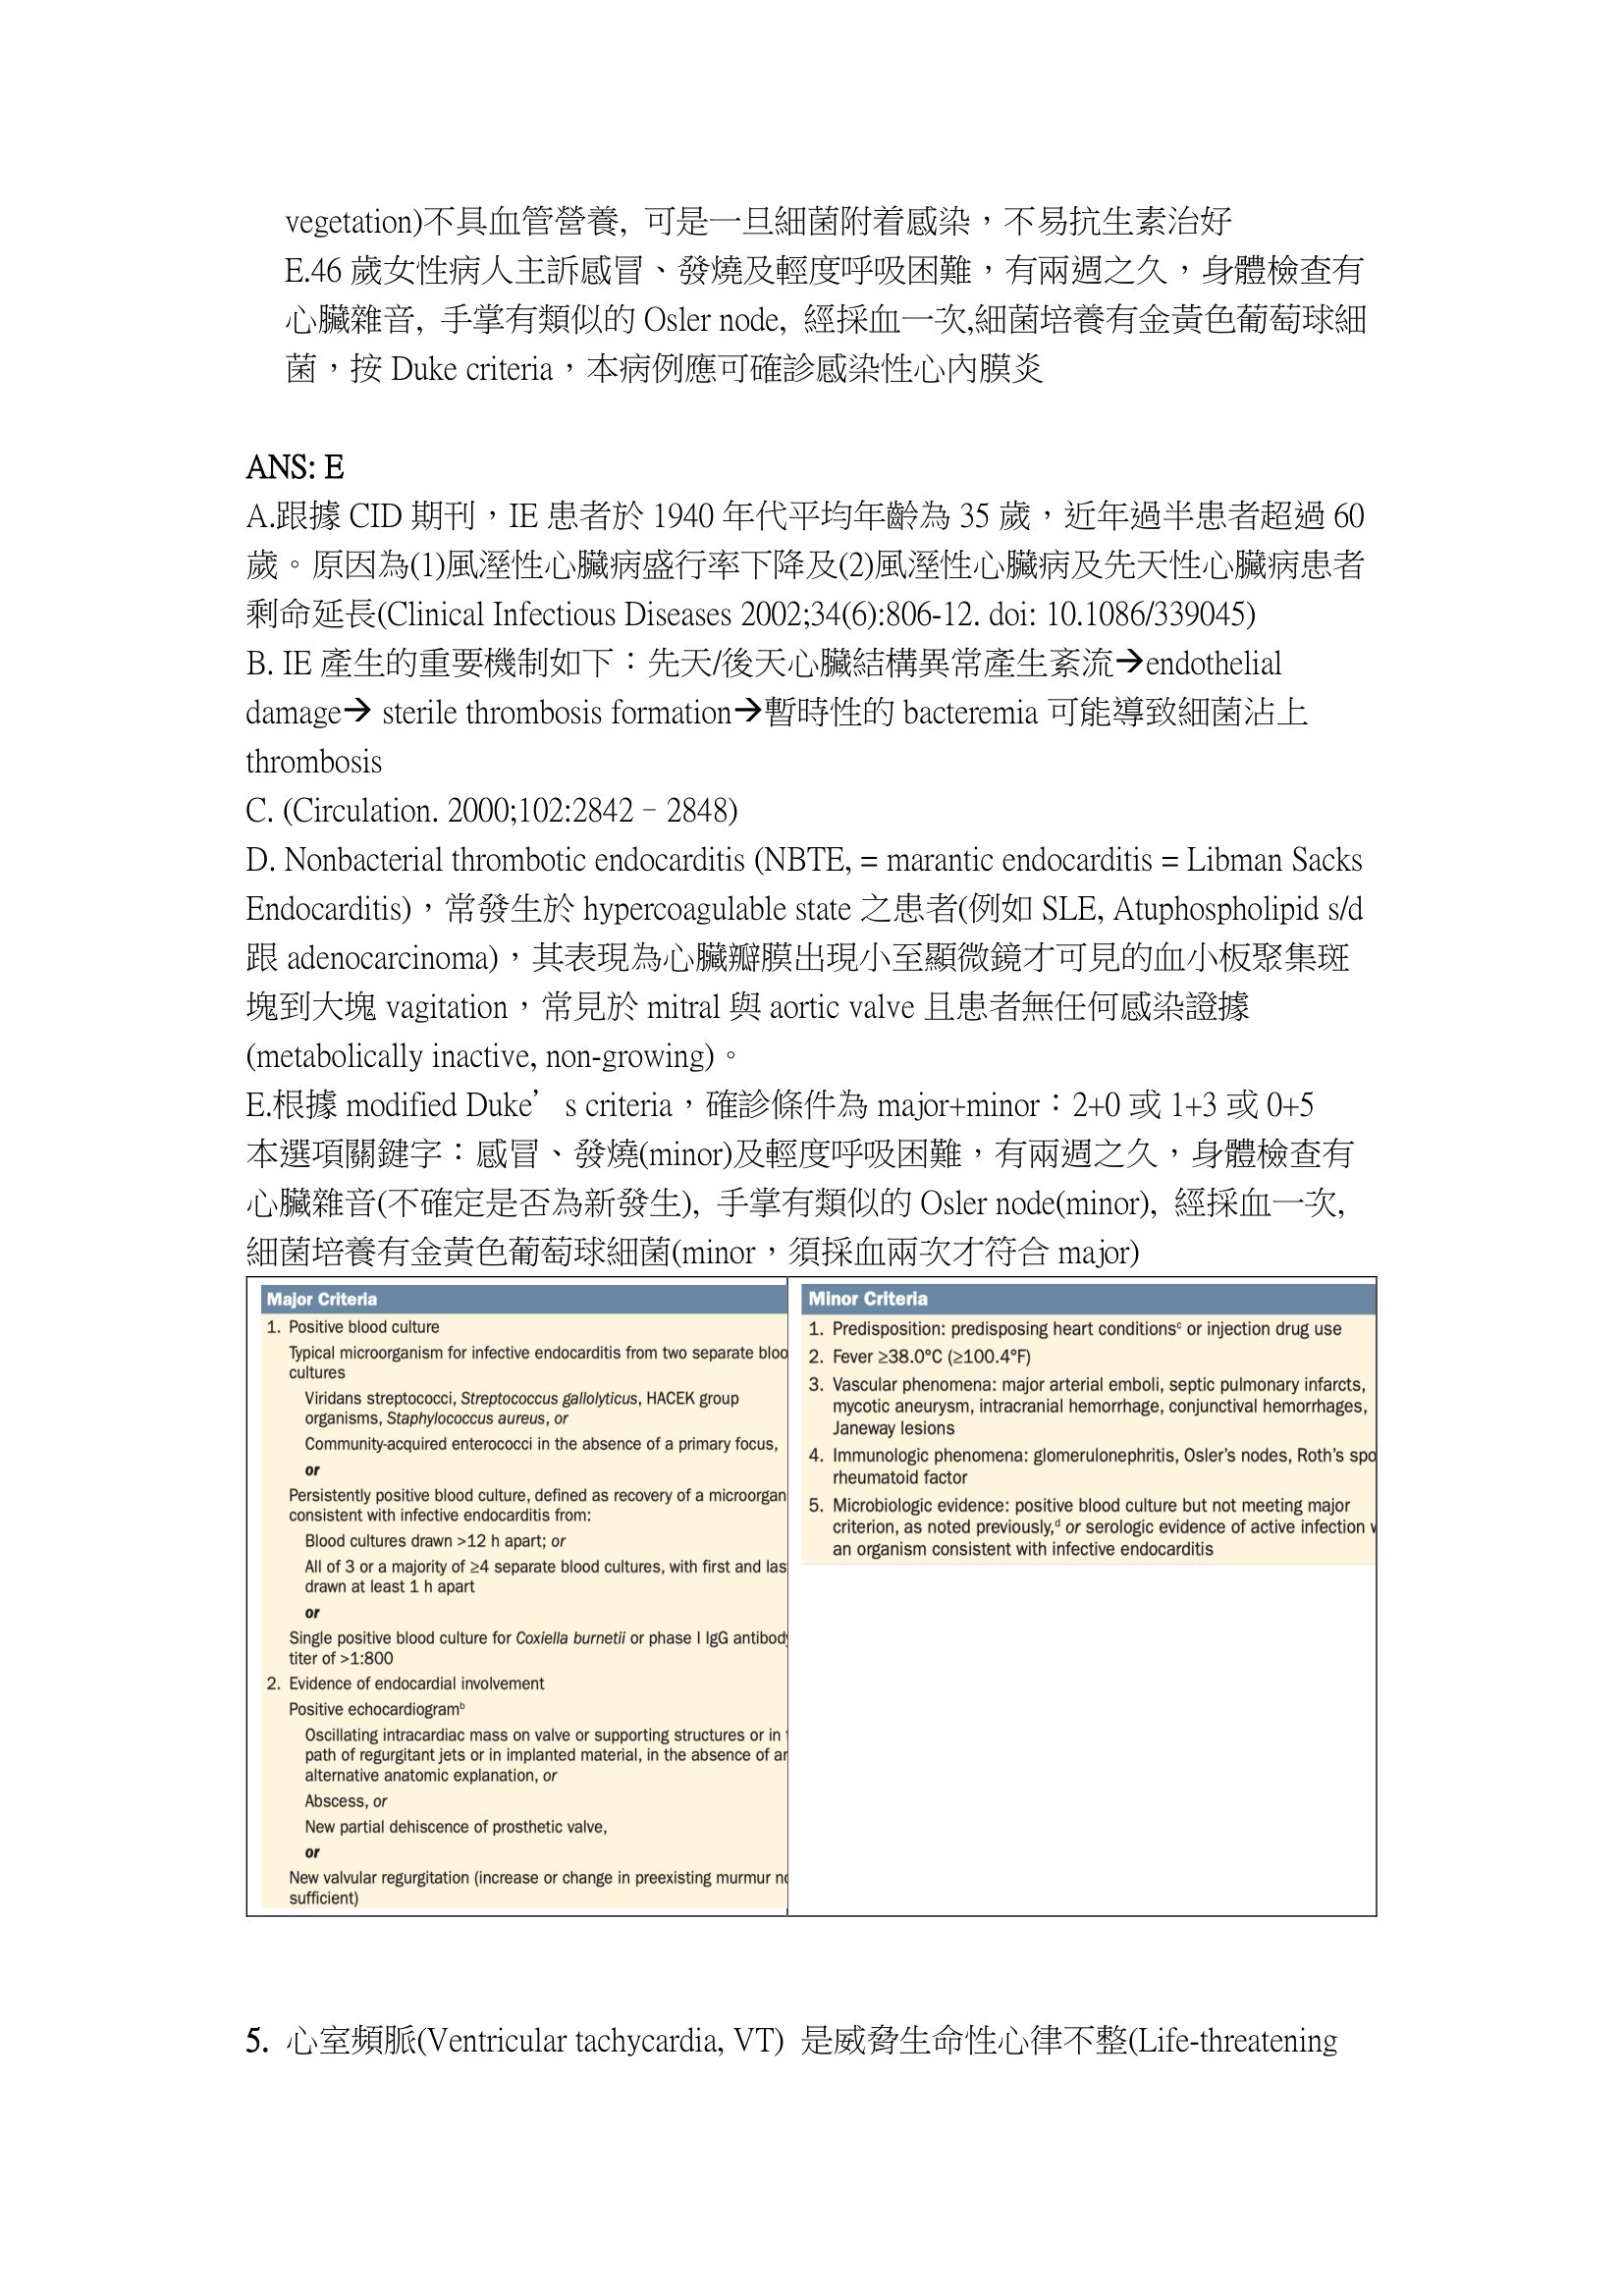 vegetation)不具血管營養, 可是一旦細菌附着感染，不易抗生素治好
E.46 歲女性病人主訴感冒、發燒及輕度呼吸困難，有兩週之久，身體檢查有
心臟雜音, 手掌有類似的 Osler node, 經採血一次,細菌培養有金黃色葡萄球細
菌，按 Duke criteria，本病例應可確診感染性心內膜炎
ANS: E
A.跟據 CID 期刊，IE 患者於 1940 年代平均年齡為 35 歲，近年過半患者超過 60
歲。原因為(1)風溼性心臟病盛行率下降及(2)風溼性心臟病及先天性心臟病患者
剩命延長(Clinical Infectious Diseases 2002;34(6):806-12. doi: 10.1086/339045)
B. IE 產生的重要機制如下：先天/後天心臟結構異常產生紊流→endothelial
damage→ sterile thrombosis formation→暫時性的 bacteremia 可能導致細菌沾上
thrombosis
C. (Circulation. 2000;102:2842–2848)
D. Nonbacterial thrombotic endocarditis (NBTE, = marantic endocarditis = Libman Sacks
Endocarditis)，常發生於 hypercoagulable state 之患者(例如 SLE, Atuphospholipid s/d
跟 adenocarcinoma)，其表現為心臟瓣膜出現小至顯微鏡才可見的血小板聚集斑
塊到大塊 vagitation，常見於 mitral 與 aortic valve 且患者無任何感染證據
(metabolically inactive, non-growing)。
E.根據 modified Duke’s criteria，確診條件為 major+minor：2+0 或 1+3 或 0+5
本選項關鍵字：感冒、發燒(minor)及輕度呼吸困難，有兩週之久，身體檢查有
心臟雜音(不確定是否為新發生), 手掌有類似的 Osler node(minor), 經採血一次,
細菌培養有金黃色葡萄球細菌(minor，須採血兩次才符合 major)
Major Criteria
1. Positive blood culture
Typical microorganism for infective endocarditis from two separate bloo
cultures
Viridans streptococci, Streptococcus gallolyticus, HACEK group
organisms, Staphylococcus aureus, or
Community-acquired enterococci in the absence of a primary focus,
or
Persistently positive blood culture, defined as recovery of a microorgan
consistent with infective endocarditis from:
Blood cultures drawn >12 h apart; or
All of 3 or a majority of ≥4 separate blood cultures, with first and las
drawn at least 1 h apart
or
Single positive blood culture for Coxiella burnetii or phase I IgG antibody
titer of >1:800
2. Evidence of endocardial involvement
Positive echocardiogramᵇ
Oscillating intracardiac mass on valve or supporting structures or in
path of regurgitant jets or in implanted material, in the absence of an
alternative anatomic explanation, or
Abscess, or
New partial dehiscence of prosthetic valve,
or
New valvular regurgitation (increase or change in preexisting murmur no
sufficient)
Minor Criteria
1. Predisposition: predisposing heart conditionsᶜ or injection drug use
2. Fever ≥38.0°C (≥100.4°F)
3. Vascular phenomena: major arterial emboli, septic pulmonary infarcts,
mycotic aneurysm, intracranial hemorrhage, conjunctival hemorrhages,
Janeway lesions
4. Immunologic phenomena: glomerulonephritis, Osler’s nodes, Roth’s spo
rheumatoid factor
5. Microbiologic evidence: positive blood culture but not meeting major
criterion, as noted previously,ᵈ or serologic evidence of active infection
an organism consistent with infective endocarditis
5. 心室頻脈(Ventricular tachycardia, VT) 是威脅生命性心律不整(Life-threatening